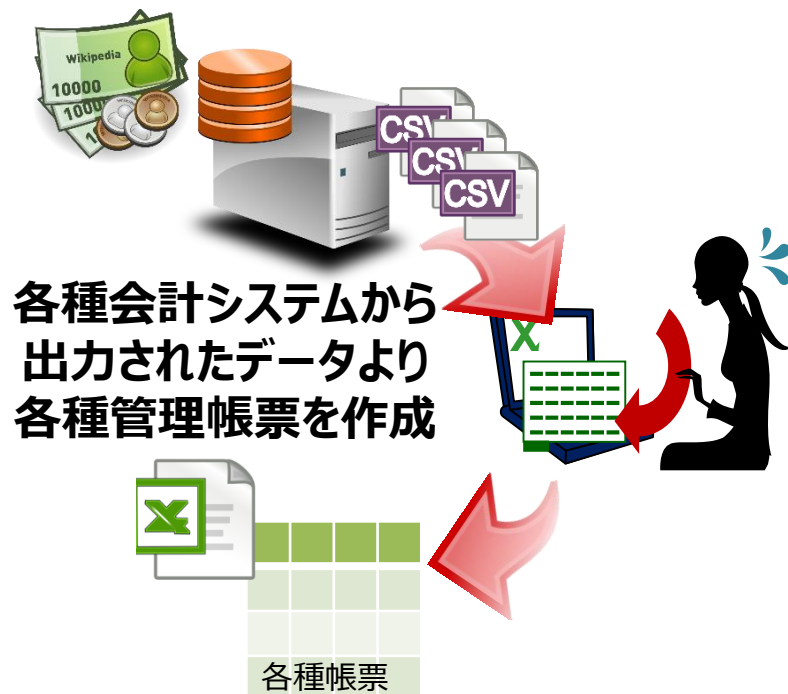 Wikipedia
10000
1000
1
CSV
CSV
CSV
各種会計システムから
出力されたデータより
各種管理帳票を作成
X
X
各種帳票